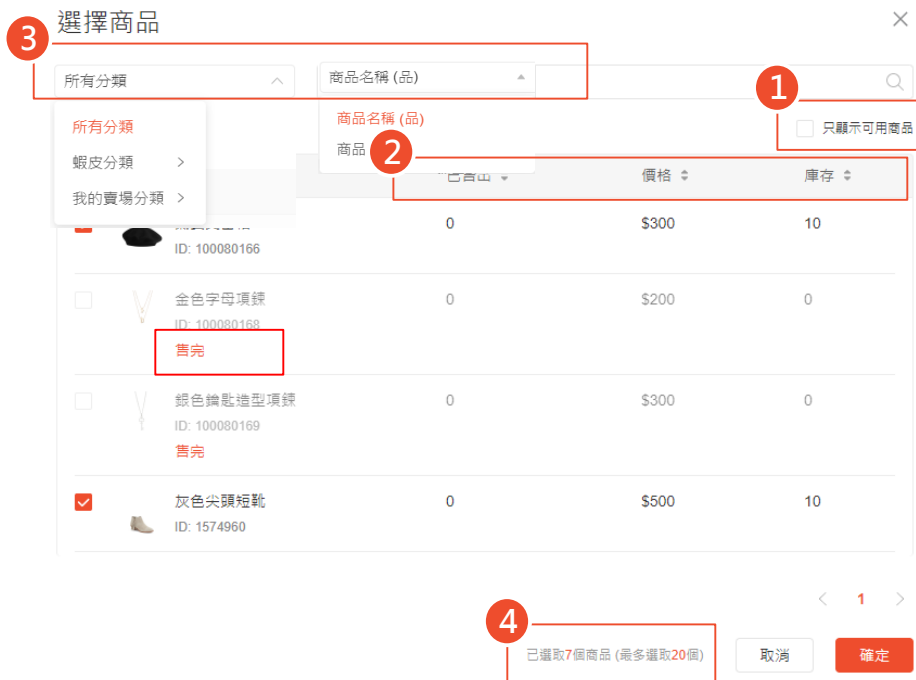 選擇商品
3
所有分類
商品名稱 (品)
1
所有分類
商品名稱 (品)
只顯示可用商品
蝦皮分類
商品
2
我的賣場分類
已售出
價格
庫存
0
$300
10
ID: 100080166
金色字母項鍊
0
$200
0
ID: 100080168
售完
銀色鑰匙造型項鍊
0
$300
0
ID: 100080169
售完
灰色尖頭短靴
0
$500
10
ID: 1574960
1
4
已選取7個商品 (最多選取20個)
取消
確定